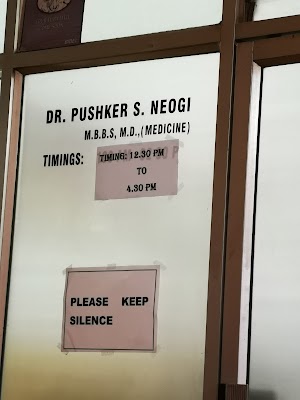 DR. PUSHKER S. NEOGI
M.B.B.S, M.D.,(MEDICINE)
TIMINGS:
TIMING: 12.30 PM
TO
4.30 PM
PLEASE KEEP
SILENCE